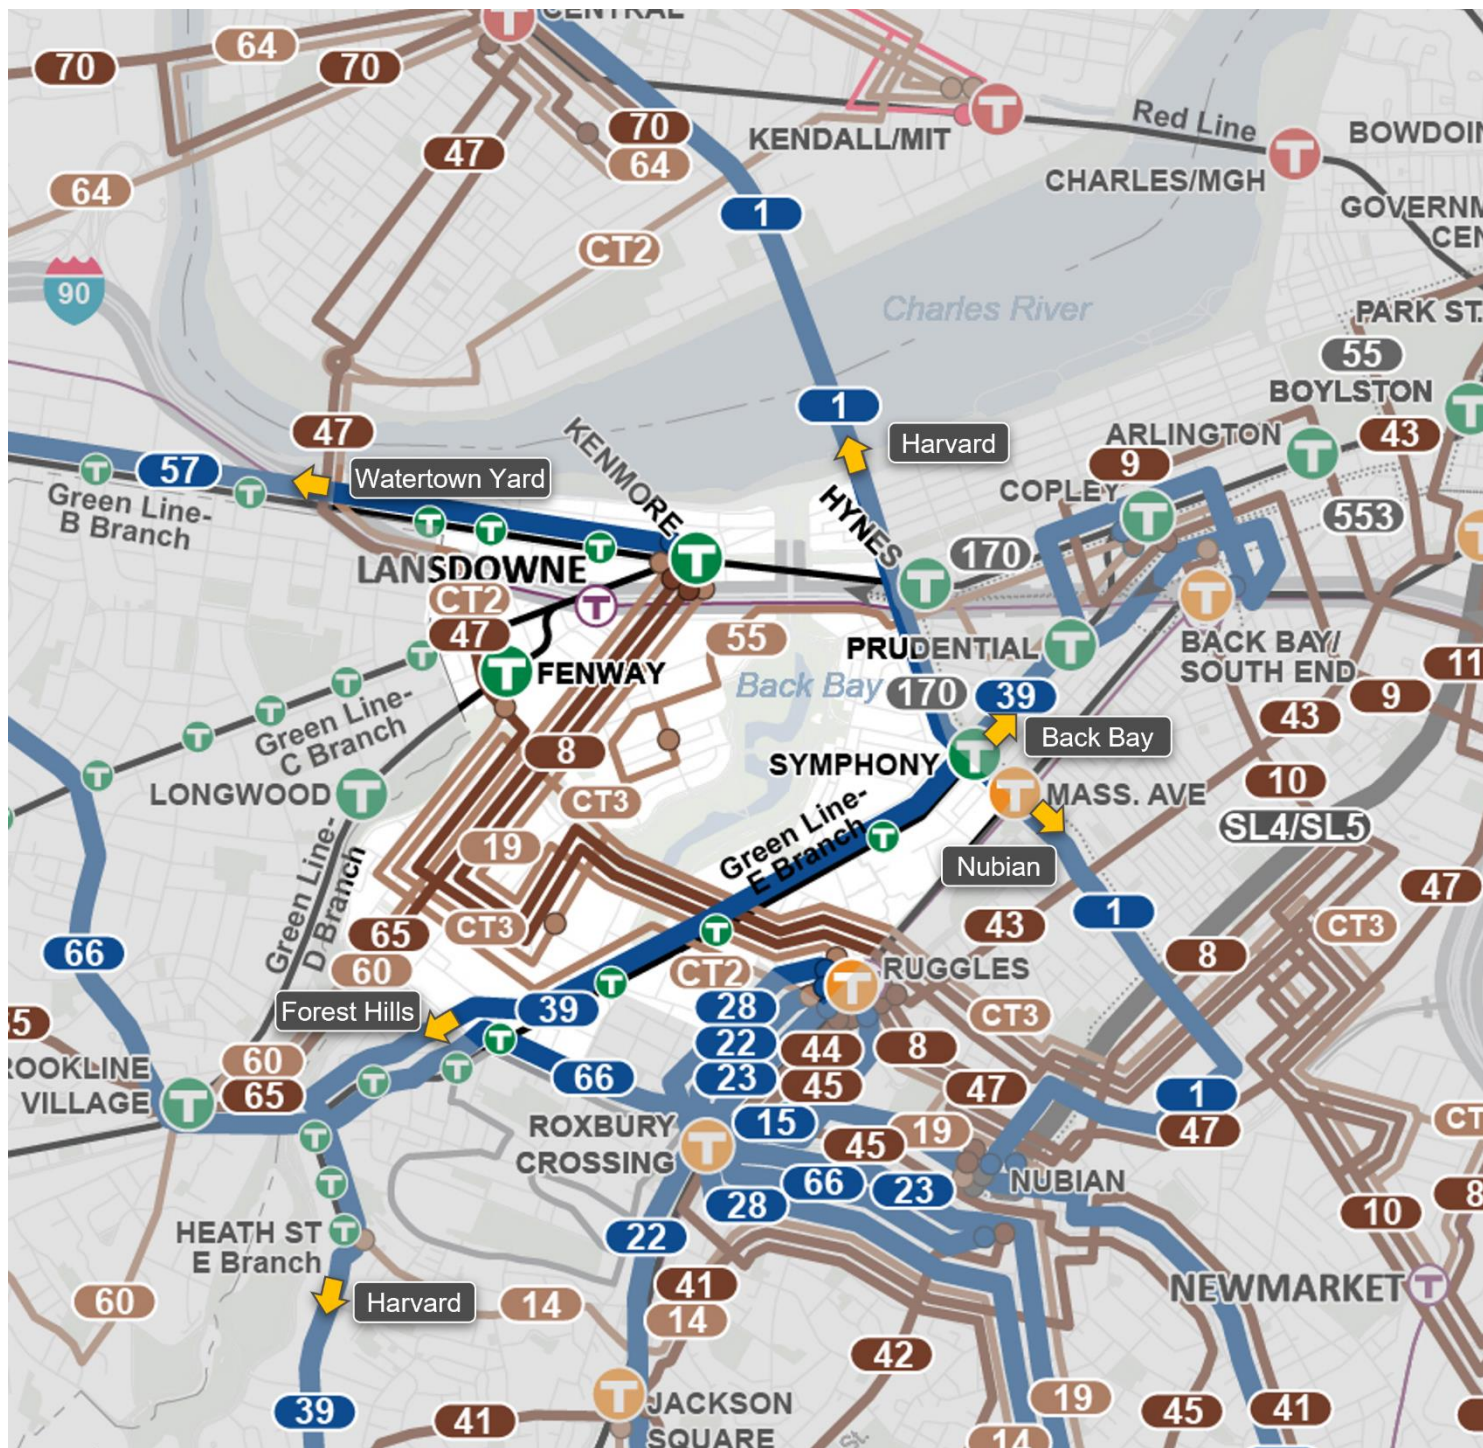 CENTRAL
64
70
70
70
64
47
64
KENDALL/MIT
Red Line
BOWDOIN
CHARLES/MGH
1
GOVERNM
CEN
CT2
90
Charles River
PARK ST.
55
BOYLSTON
1
47
KENMORE
Harvard
ARLINGTON
43
9
57
Watertown Yard
COPLEY
Green Line-
B Branch
HYNES
553
170
LANSDOWNE
CT2
47
55
PRUDENTIAL
BACK BAY/
SOUTH END
FENWAY
Back Bay
170
39
11
9
43
Green Line-
C Branch
8
Back Bay
SYMPHONY
LONGWOOD
CT3
MASS. AVE
10
SL4/SL5
Green Line-
E Branch
19
Nubian
47
Green Line-
D Branch
65
CT3
43
1
CT3
66
60
CT2
RUGGLES
8
Forest Hills
39
28
CT3
5
22
44
8
ROOKLINE
VILLAGE
60
65
66
23
45
47
1
47
CT
ROXBURY
CROSSING
15
45
19
66
23
NUBIAN
28
10
8
HEATH ST
E Branch
22
41
14
NEWMARKET
60
Harvard
14
42
39
41
JACKSON
SQUARE
19
45
41
14
St.